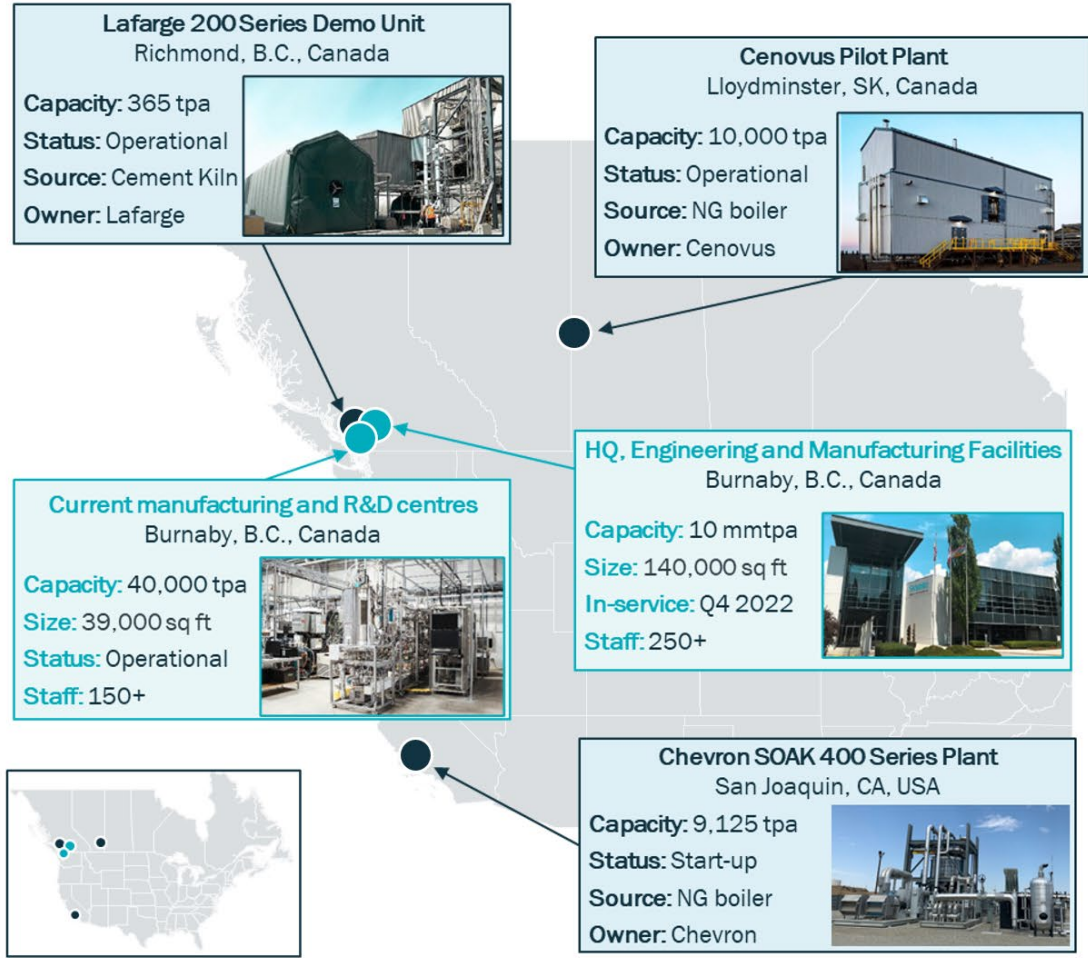 Lafarge 200 Series Demo Unit
Richmond, B.C., Canada
Capacity: 365 tpa
Status: Operational
Source: Cement Kiln
Owner: Lafarge
Cenovus Pilot Plant
Lloydminster, SK, Canada
Capacity: 10,000 tpa
Status: Operational
Source: NG boiler
Owner: Cenovus
Current manufacturing and R&D centres
Burnaby, B.C., Canada
Capacity: 40,000 tpa
Size: 39,000 sq ft
Status: Operational
Staff: 150+
HQ, Engineering and Manufacturing Facilities
Burnaby, B.C., Canada
Capacity: 10 mmtpa
Size: 140,000 sq ft
In-service: Q4 2022
Staff: 250+
Chevron SOAK 400 Series Plant
San Joaquin, CA, USA
Capacity: 9,125 tpa
Status: Start-up
Source: NG boiler
Owner: Chevron